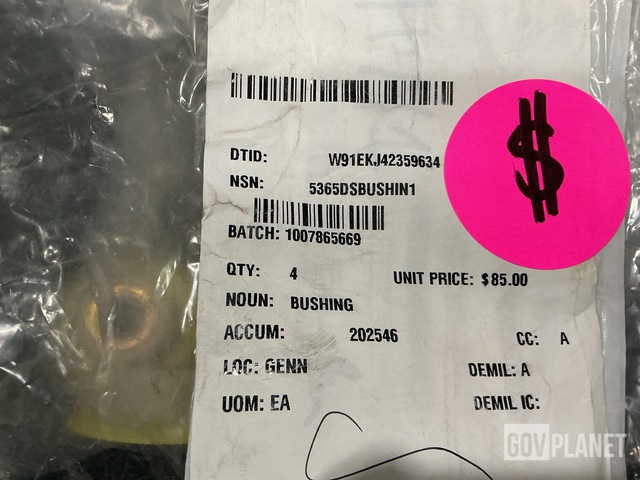 $
DTID: W91EKJ42359634
NSN: 5365DSBUSHIN1
BATCH: 1007865669
QTY: 4 UNIT PRICE: $85.00
NOUN: BUSHING
ACCUM: 202546 CC: A
LOC: GENN DEMIL: A
UOM: EA DEMIL IC:
GOVPLANET